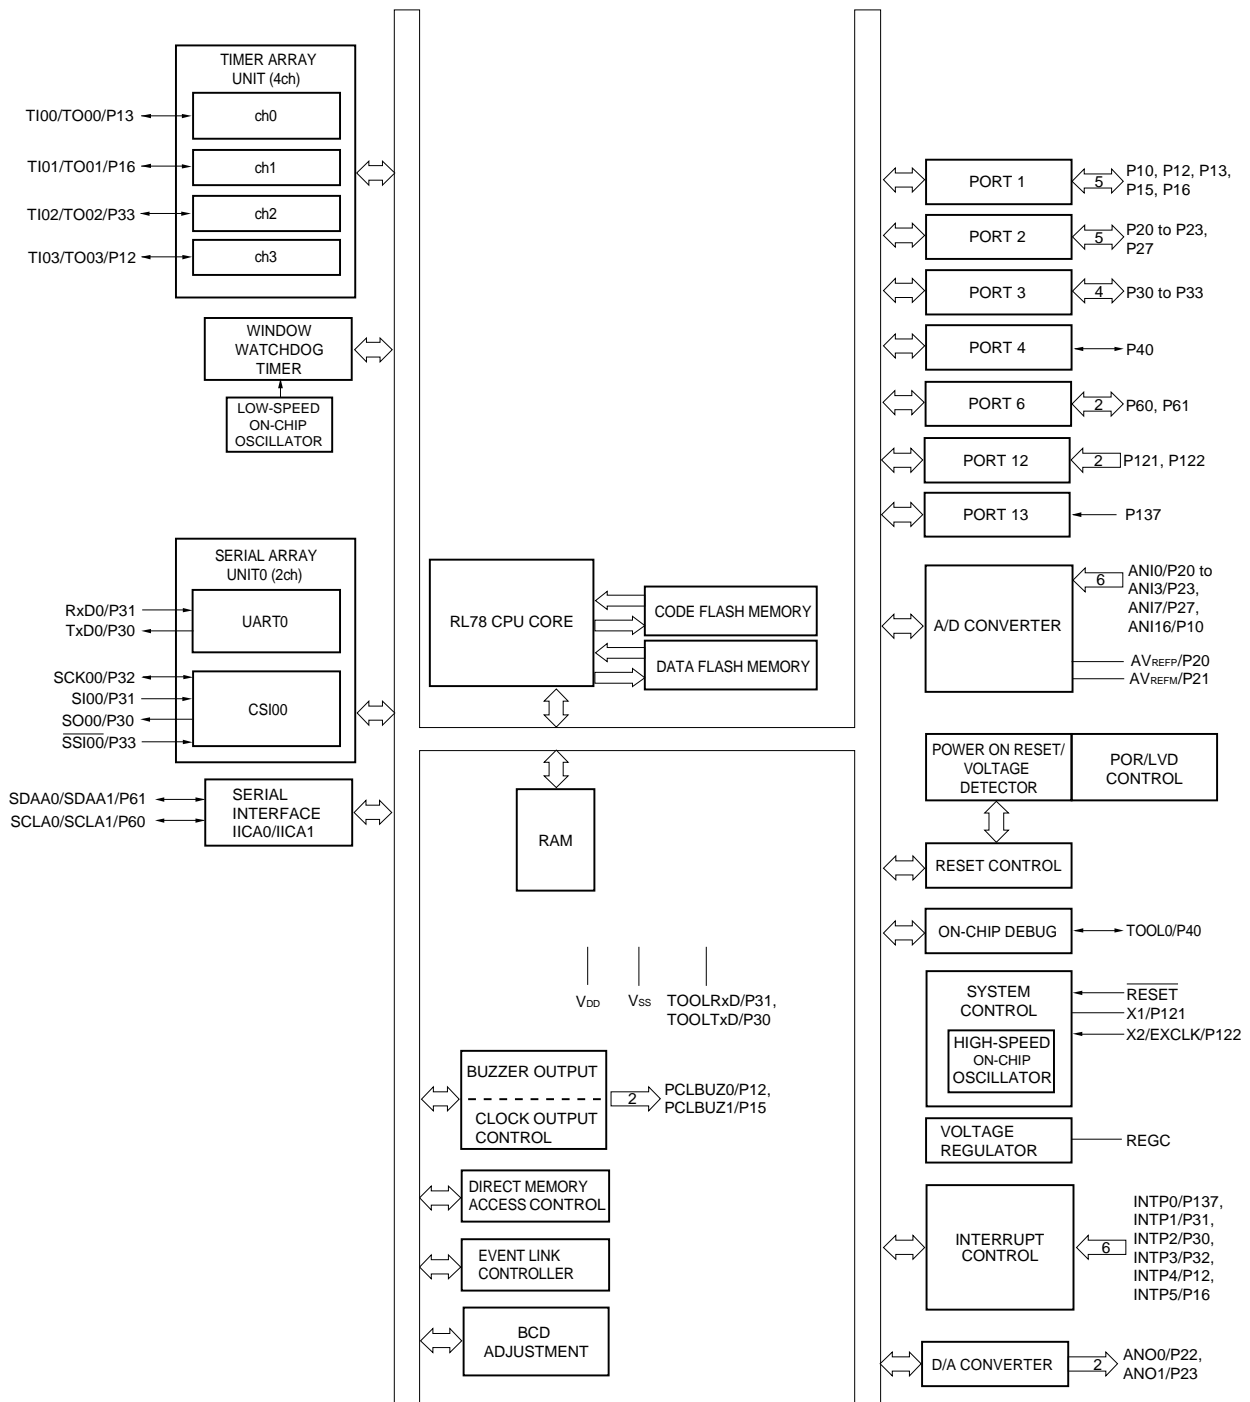 TIMER ARRAY
UNIT (4ch)
TI00/TO00/P13
ch0
TI01/TO01/P16
ch1
TI02/TO02/P33
ch2
TI03/TO03/P12
ch3
WINDOW
WATCHDOG
TIMER
LOW-SPEED
ON-CHIP
OSCILLATOR
SERIAL ARRAY
UNIT0 (2ch)
RxD0/P31
TxD0/P30
UART0
SCK00/P32
SI00/P31
SO00/P30
SSI00/P33
CSI00
SDAA0/SDAA1/P61
SCLA0/SCLA1/P60
SERIAL
INTERFACE
IICA0/IICA1
RL78 CPU CORE
CODE FLASH MEMORY
DATA FLASH MEMORY
RAM
VDD
VSS
TOOLRxD/P31,
TOOLTxD/P30
BUZZER OUTPUT
CLOCK OUTPUT
CONTROL
2
PCLBUZ0/P12,
PCLBUZ1/P15
DIRECT MEMORY
ACCESS CONTROL
EVENT LINK
CONTROLLER
BCD
ADJUSTMENT
PORT 1
5
P10, P12, P13,
P15, P16
PORT 2
5
P20 to P23,
P27
PORT 3
4
P30 to P33
PORT 4
P40
PORT 6
2
P60, P61
PORT 12
2
P121, P122
PORT 13
P137
A/D CONVERTER
6
ANI0/P20 to
ANI3/P23,
ANI7/P27,
ANI16/P10
AVREFP/P20
AVREFM/P21
POWER ON RESET/
VOLTAGE
DETECTOR
POR/LVD
CONTROL
RESET CONTROL
ON-CHIP DEBUG
TOOL0/P40
SYSTEM
CONTROL
HIGH-SPEED
ON-CHIP
OSCILLATOR
RESET
X1/P121
X2/EXCLK/P122
VOLTAGE
REGULATOR
REGC
INTERRUPT
CONTROL
6
INTP0/P137,
INTP1/P31,
INTP2/P30,
INTP3/P32,
INTP4/P12,
INTP5/P16
D/A CONVERTER
2
ANO0/P22,
ANO1/P23